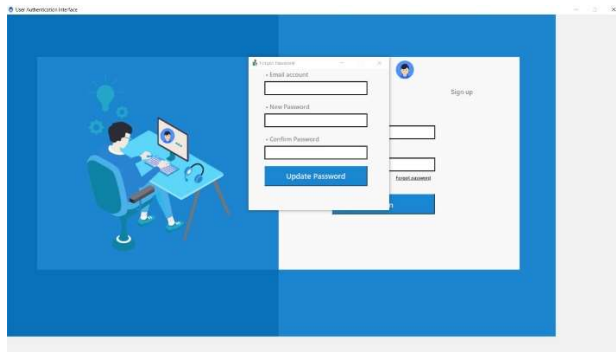 User Authentication Interface
Forgot Password
• Email account
• New Password
• Confirm Password
Update Password
Sign up
Forgot password
n